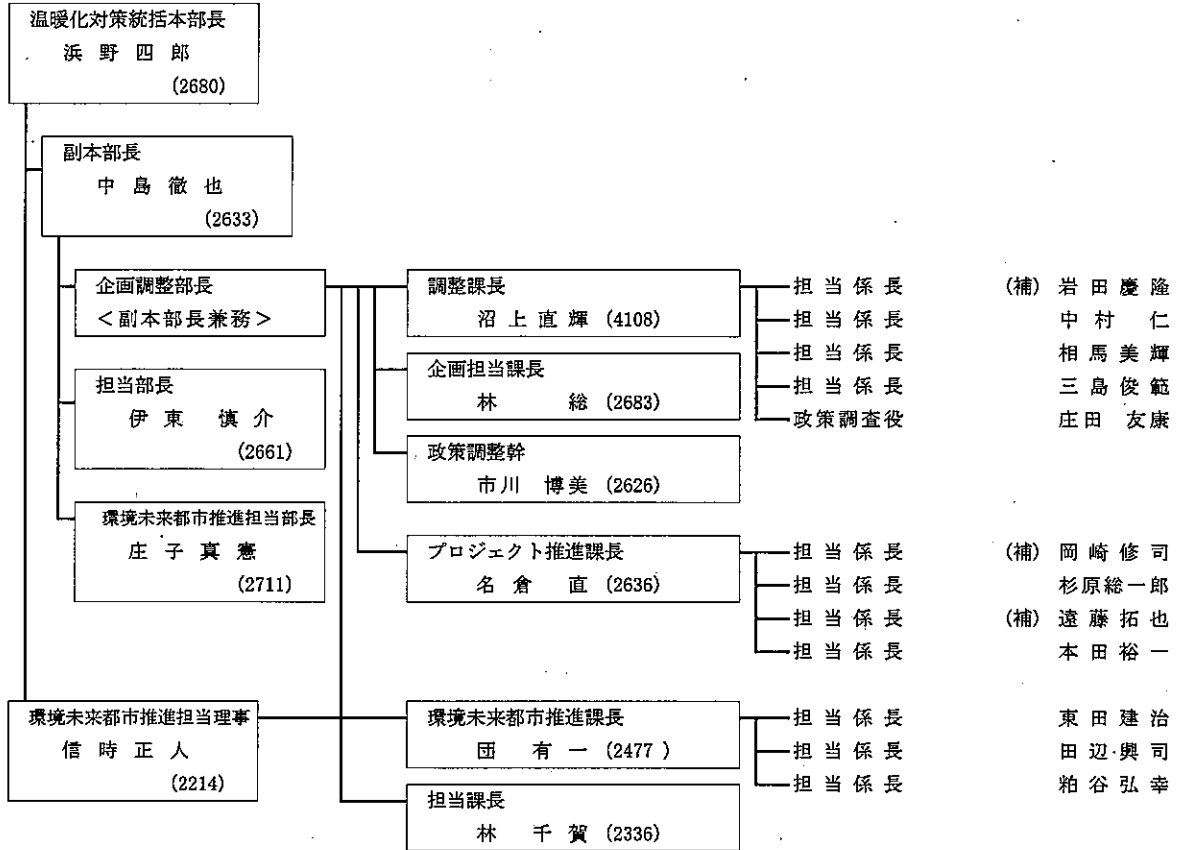 温暖化対策統括本部長
浜野四郎
(2680)
副本部長
中島徹也
(2633)
企画調整部長
＜副本部長兼務＞
担当部長
伊東 慎介
(2661)
環境未来都市推進担当部長
庄子真憲
(2711)
環境未来都市推進担当理事
信時正人
(2214)
調整課長
沼上直輝 (4108)
企画担当課長
林 総 (2683)
政策調整幹
市川 博美 (2626)
プロジェクト推進課長
名倉 直 (2636)
環境未来都市推進課長
団 有一 (2477 )
担当課長
林 千賀 (2336)
担当係長 (補) 岩田慶隆
担当係長 中村 仁
担当係長 相馬美輝
担当係長 三島俊範
政策調査役 庄田 友康
担当係長 (補) 岡崎修司
担当係長 杉原総一郎
担当係長 (補) 遠藤拓也
担当係長 本田裕一
担当係長 東田建治
担当係長 田辺興司
担当係長 粕谷弘幸